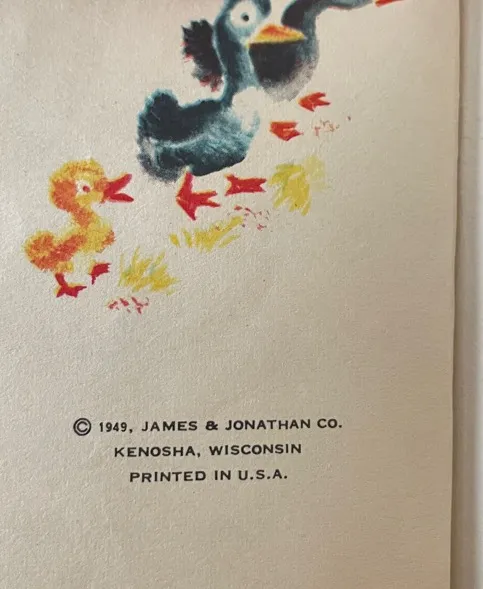 © 1949, JAMES & JONATHAN CO.
KENOSHA, WISCONSIN
PRINTED IN U.S.A.